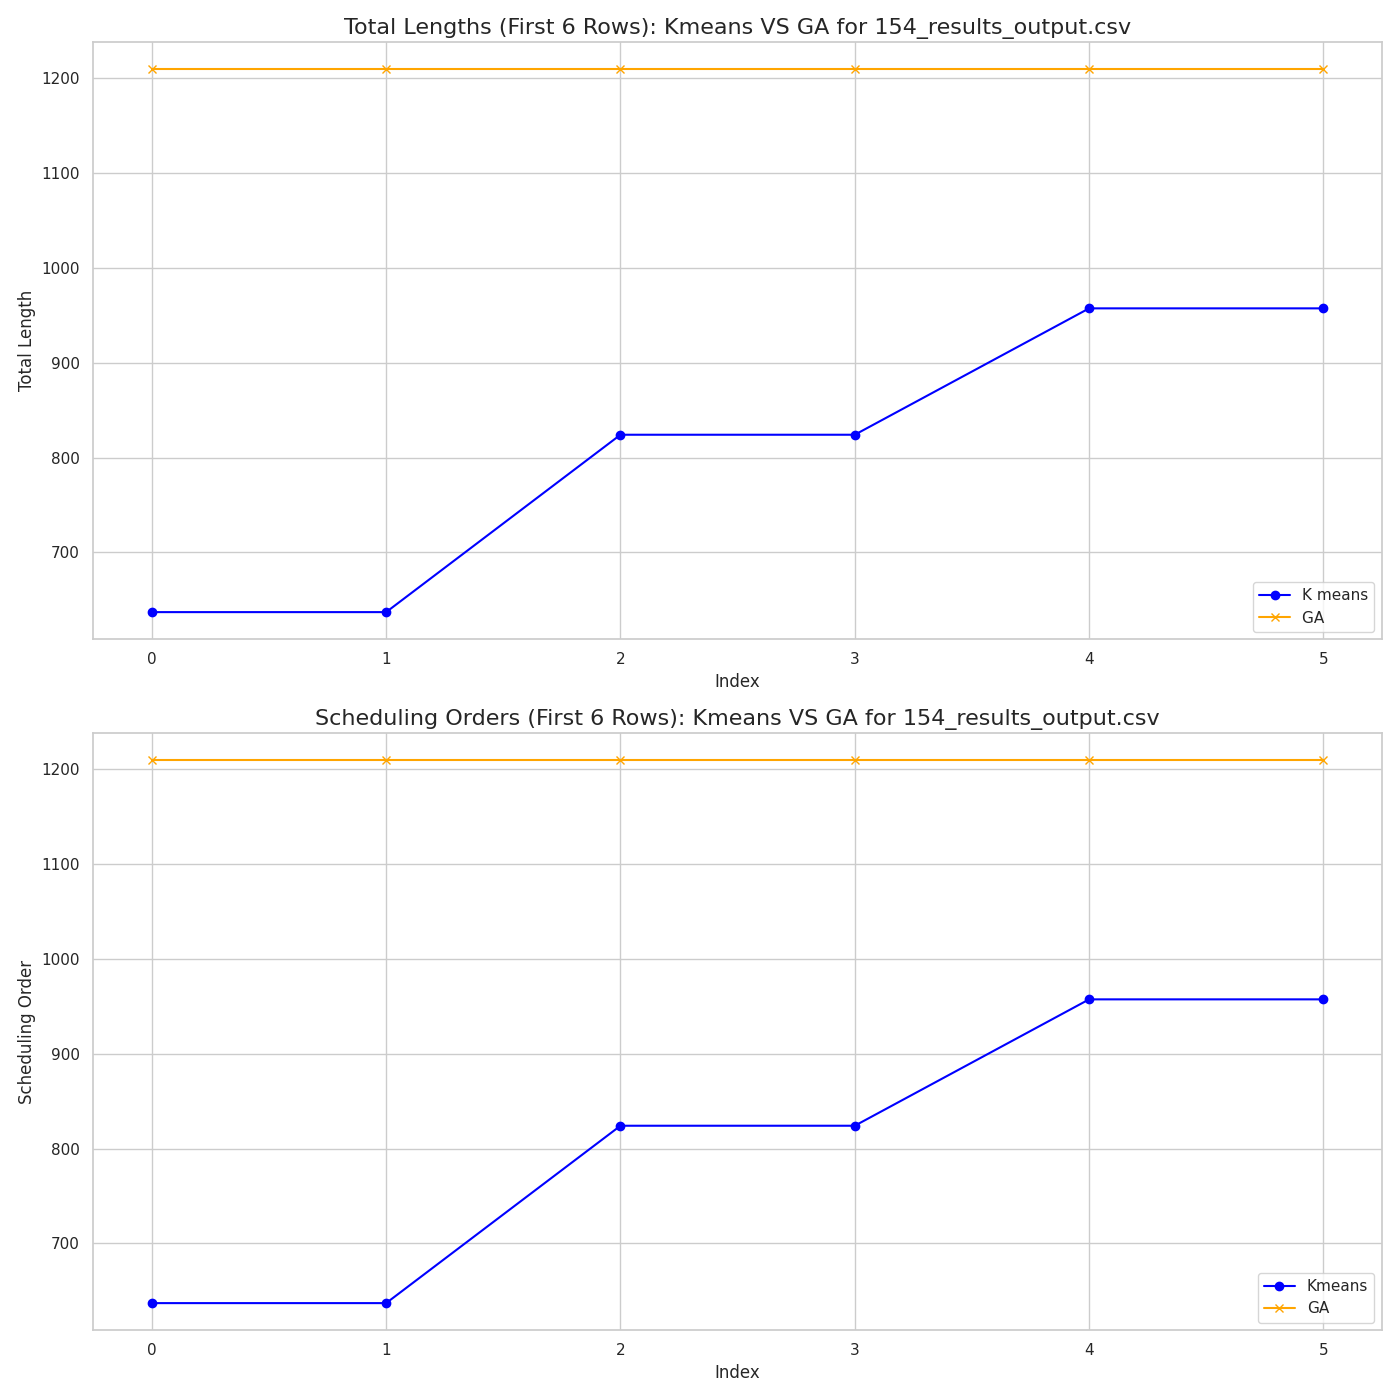 Total Lengths (First 6 Rows): Kmeans VS GA for 154_results_output.csv
1200
1100
1000
900
800
700
Total Length
0 1 2 3 4 5
Index
K means
GA
Scheduling Orders (First 6 Rows): Kmeans VS GA for 154_results_output.csv
1200
1100
1000
900
800
700
Scheduling Order
0 1 2 3 4 5
Index
Kmeans
GA